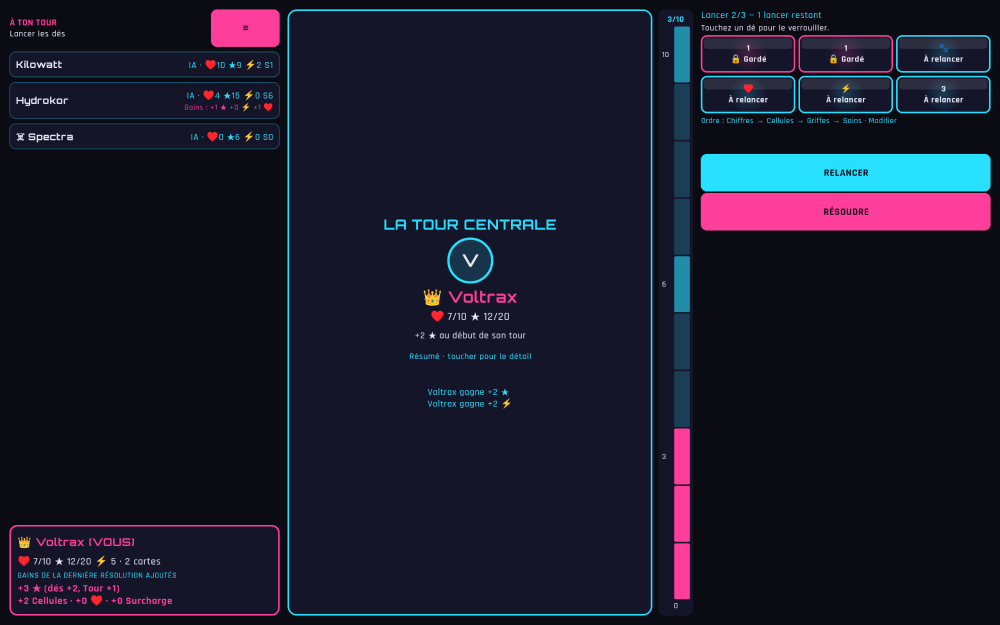 À TON TOUR
Lancer les dés
≡
Kilowatt
IA · ❤️10 ★9 ⚡2 S1
Hydrokor
IA · ❤️4 ★15 ⚡0 S6
Gains : +1 ★ +0 ⚡ +1 ❤️
☠ Spectra
IA · ❤️0 ★6 ⚡0 S0
👑 Voltrax (VOUS)
❤️ 7/10 ★ 12/20 ⚡ 5 · 2 cartes
GAINS DE LA DERNIÈRE RÉSOLUTION AJOUTÉS
+3 ★ (dés +2, Tour +1)
+2 Cellules · +0 ❤️ · +0 Surcharge
LA TOUR CENTRALE
V
👑 Voltrax
❤️ 7/10 ★ 12/20
+2 ★ au début de son tour
Résumé · toucher pour le détail
Voltrax gagne +2 ★
Voltrax gagne +2 ⚡
3/10
10
6
3
0
Lancer 2/3 — 1 lancer restant
Touchez un dé pour le verrouiller.
1
🔒 Gardé
1
🔒 Gardé
🐾
À relancer
❤️
À relancer
⚡
À relancer
3
À relancer
Ordre : Chiffres → Cellules → Griffes → Soins · Modifier
RELANCER
RÉSOUDRE